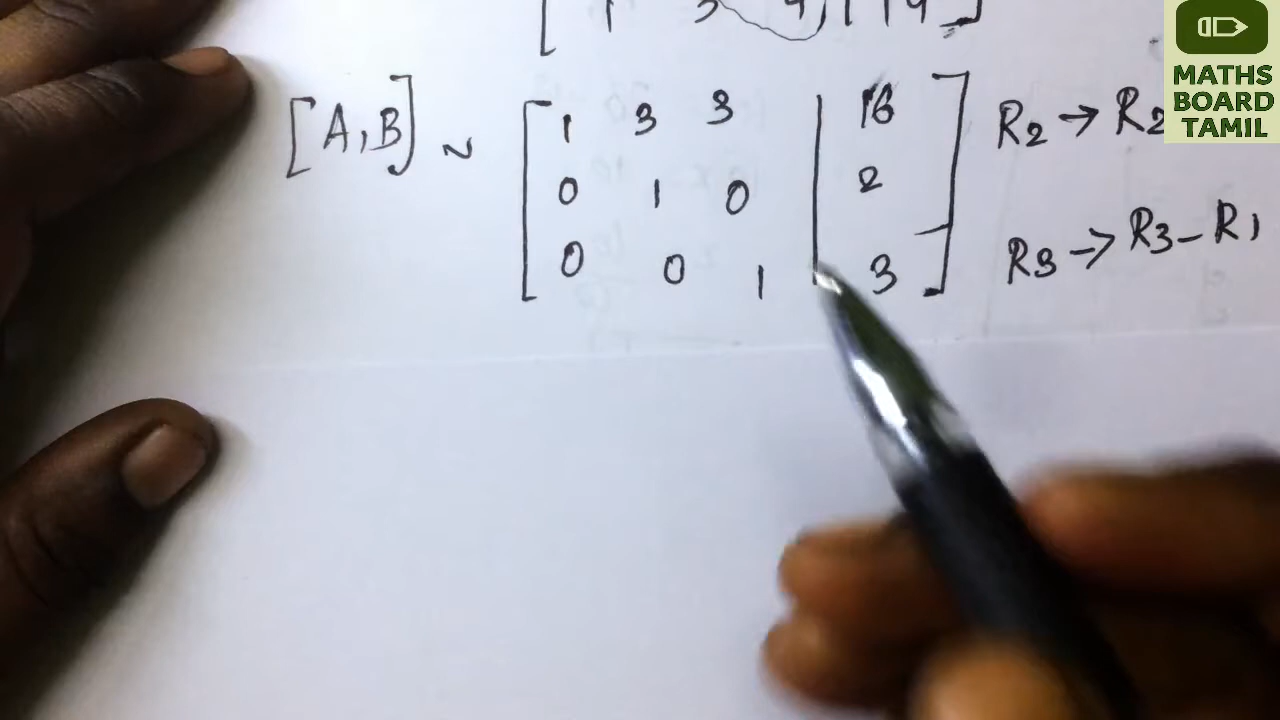 [A,B] ~ [ 1 3 3 | 16 ] R2 → R2
0 1 0 | 2
0 0 1 | 3 R3 → R3 - R1
MATHS
BOARD
TAMIL